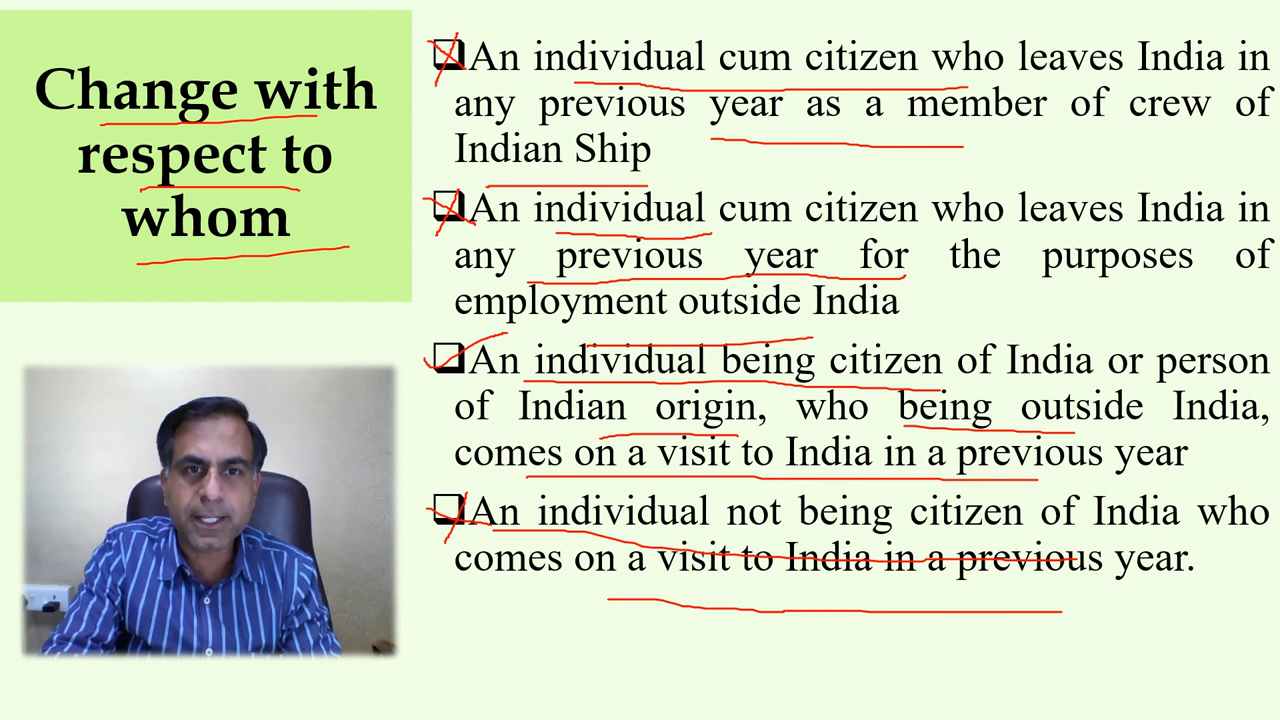 Change with
respect to
whom
An individual cum citizen who leaves India in
any previous year as a member of crew of
Indian Ship
An individual cum citizen who leaves India in
any previous year for the purposes of
employment outside India
An individual being citizen of India or person
of Indian origin, who being outside India,
comes on a visit to India in a previous year
An individual not being citizen of India who
comes on a visit to India in a previous year.